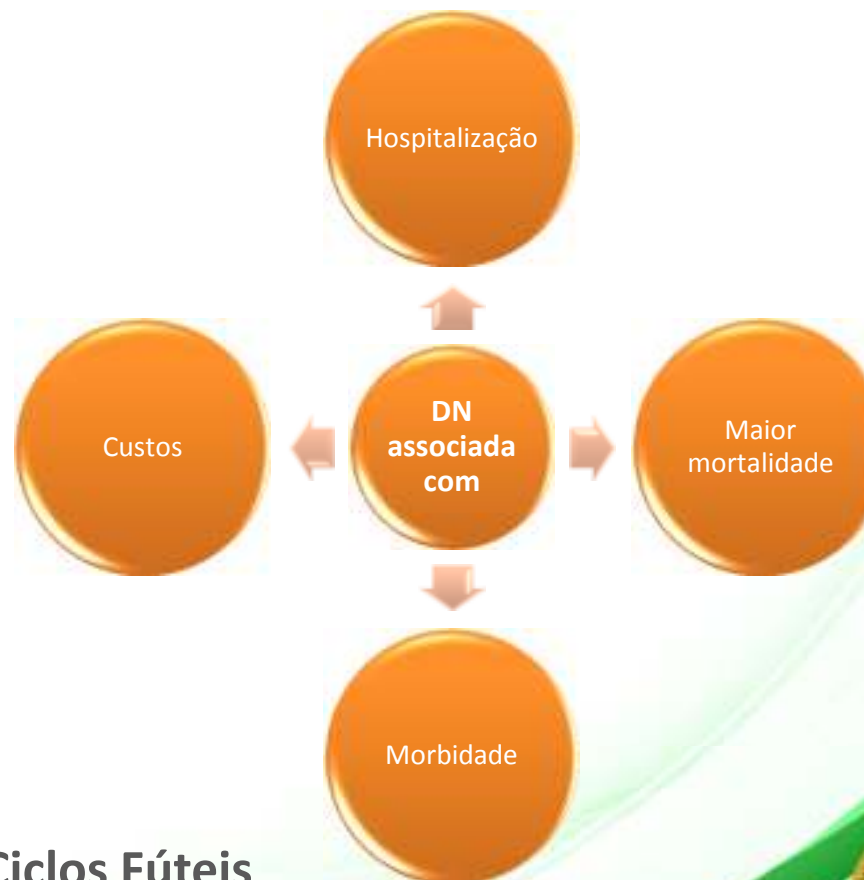 Hospitalização
Custos
DN
associada
com
Maior
mortalidade
Morbidade
Ciclos Fúteis